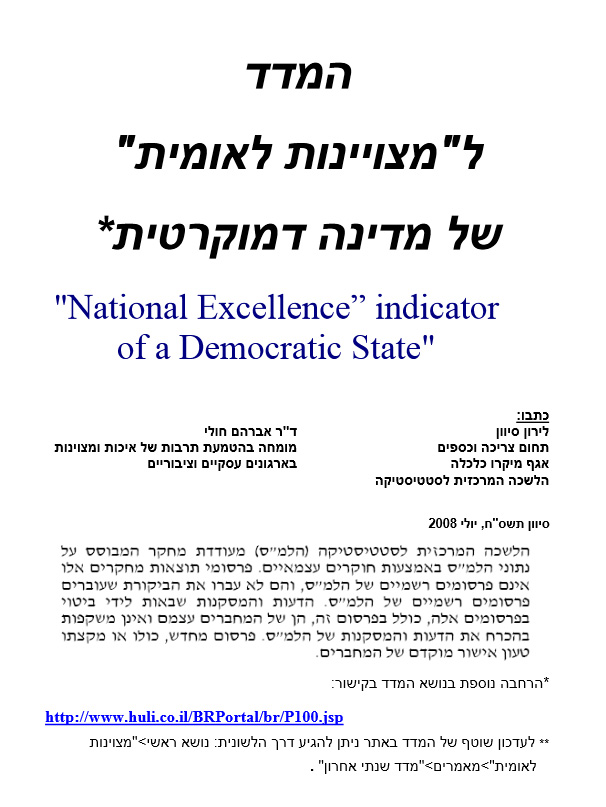 המדד
ל"מצויינות לאומית"
של מדינה דמוקרטית*
"National Excellence” indicator
of a Democratic State"
כתבו:
לירון סיוון
תחום צריכה וכספים
אגף מיקרו כלכלה
הלשכה המרכזית לסטטיסטיקה
ד"ר אברהם חולי
מומחה בהטמעת תרבות של איכות ומצוינות
בארגונים עסקיים וציבוריים
סיוון תשס"ח, יולי 2008
הלשכה המרכזית לסטטיסטיקה (הלמ"ס) מעודדת מחקר המבוסס על
נתוני הלמ"ס באמצעות חוקרים עצמאיים. פרסומי תוצאות מחקרים אלו
אינם פרסומים רשמיים של הלמ"ס, והם לא עברו את הביקורת שעוברים
פרסומים רשמיים של הלמ"ס. הדעות והמסקנות שבאות לידי ביטוי
בפרסומים אלה, כולל בפרסום זה, הן של המחברים עצמם ואינן משקפות
בהכרח את הדעות והמסקנות של הלמ"ס. פרסום מחדש, כולו או מקצתו
טעון אישור מוקדם של המחברים.
*הרחבה נוספת בנושא המדד בקישור:
http://www.huli.co.il/BRPortal/br/P100.jsp
** לעדכון שוטף של המדד באתר ניתן להגיע דרך הלשונית: נושא ראשי>"מצוינות
לאומית">מאמרים>"מדד שנתי אחרון" .